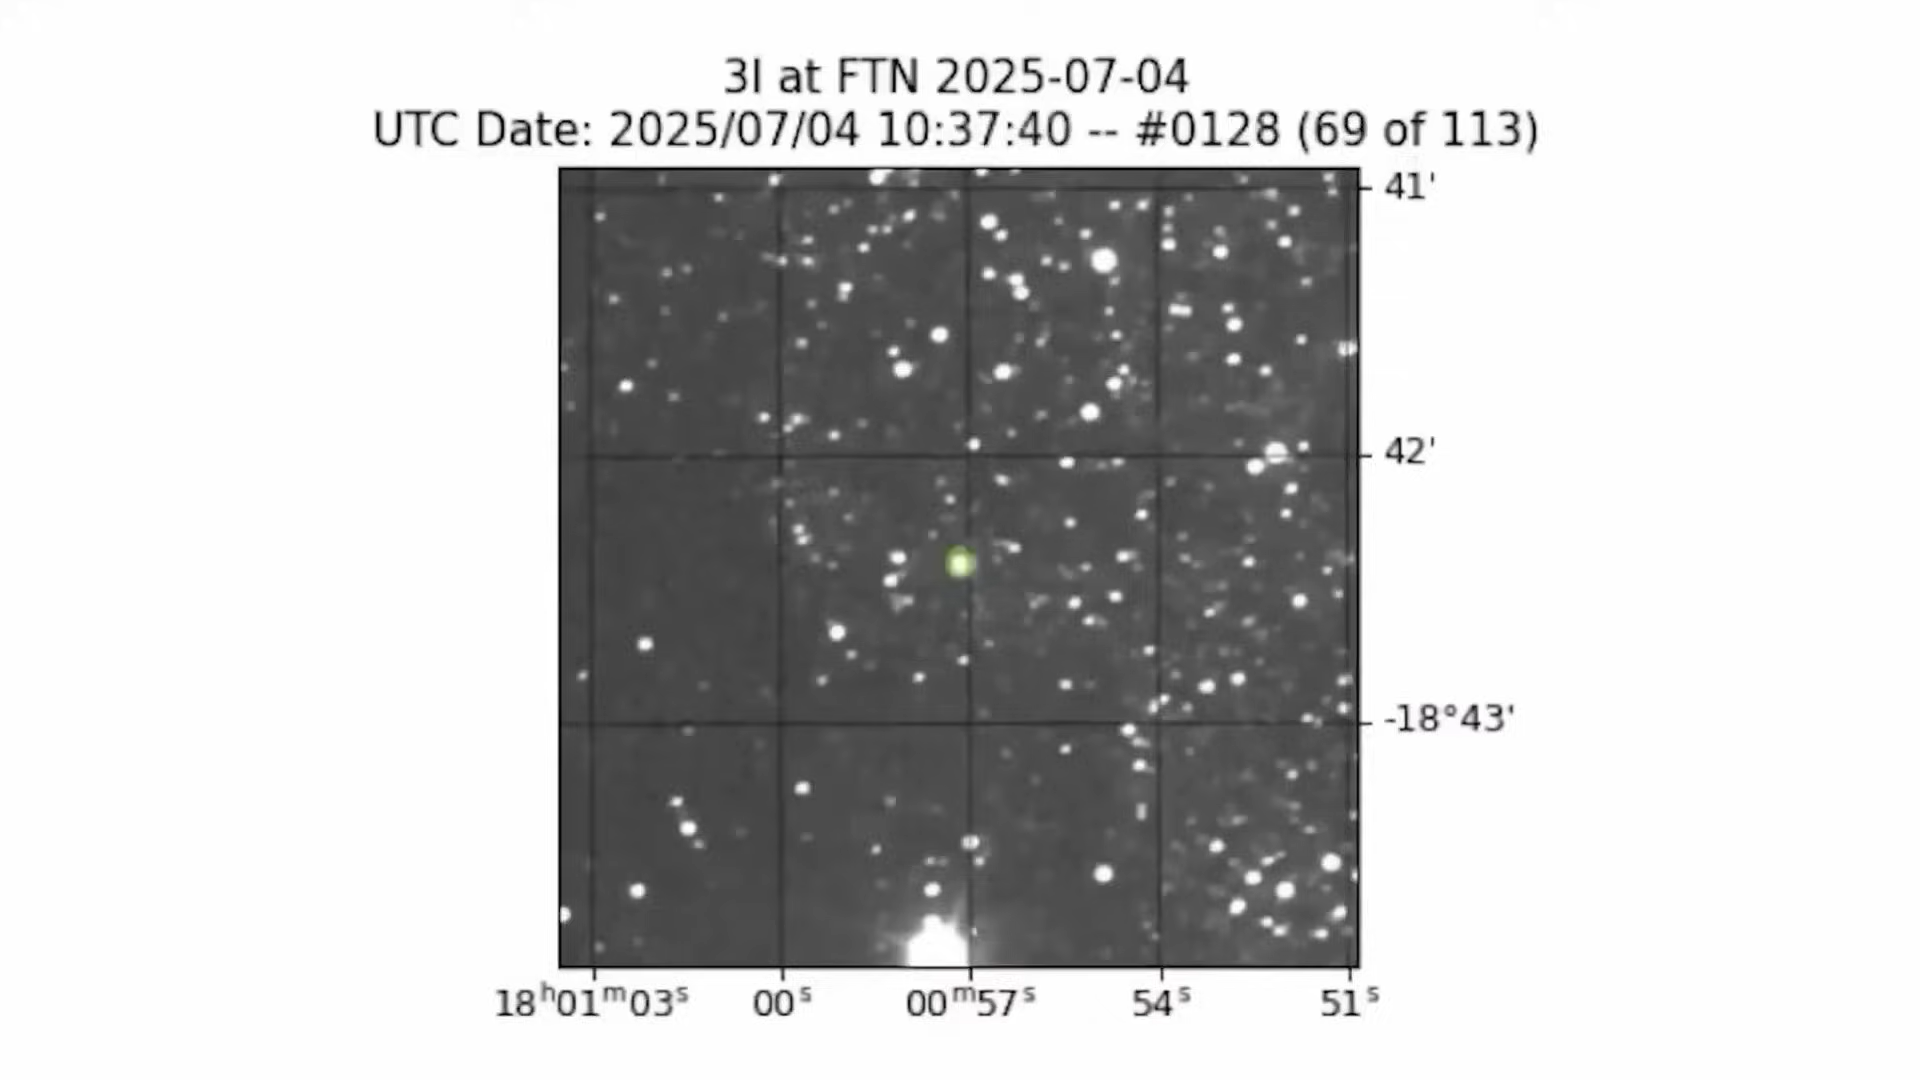 3I at FTN 2025-07-04
UTC Date: 2025/07/04 10:37:40 -- #0128 (69 of 113)
41'
42'
-18°43'
18ʰ01ᵐ03ˢ 00ˢ 00ᵐ57ˢ 54ˢ 51ˢ